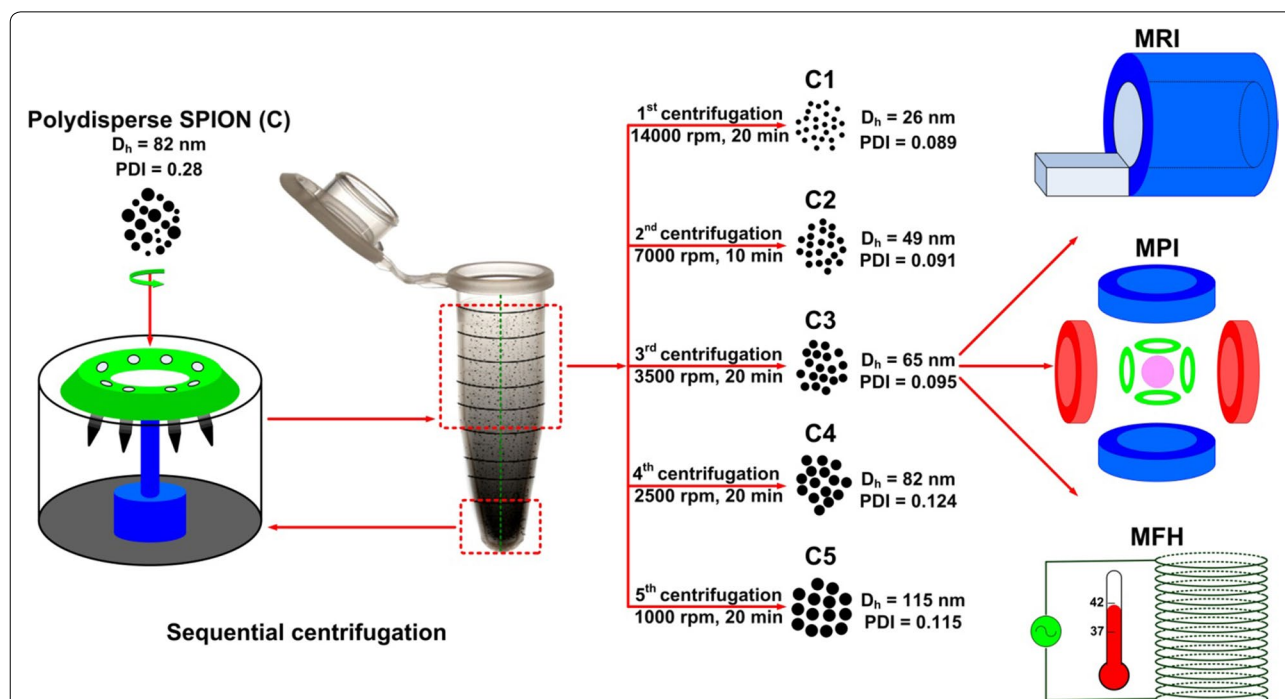 Polydisperse SPION (C)
Dₕ = 82 nm
PDI = 0.28
Sequential centrifugation
1ˢᵗ centrifugation
14000 rpm, 20 min
C1
Dₕ = 26 nm
PDI = 0.089
2ⁿᵈ centrifugation
7000 rpm, 10 min
C2
Dₕ = 49 nm
PDI = 0.091
3ʳᵈ centrifugation
3500 rpm, 20 min
C3
Dₕ = 65 nm
PDI = 0.095
4ᵗʰ centrifugation
2500 rpm, 20 min
C4
Dₕ = 82 nm
PDI = 0.124
5ᵗʰ centrifugation
1000 rpm, 20 min
C5
Dₕ = 115 nm
PDI = 0.115
MRI
MPI
MFH
42
37